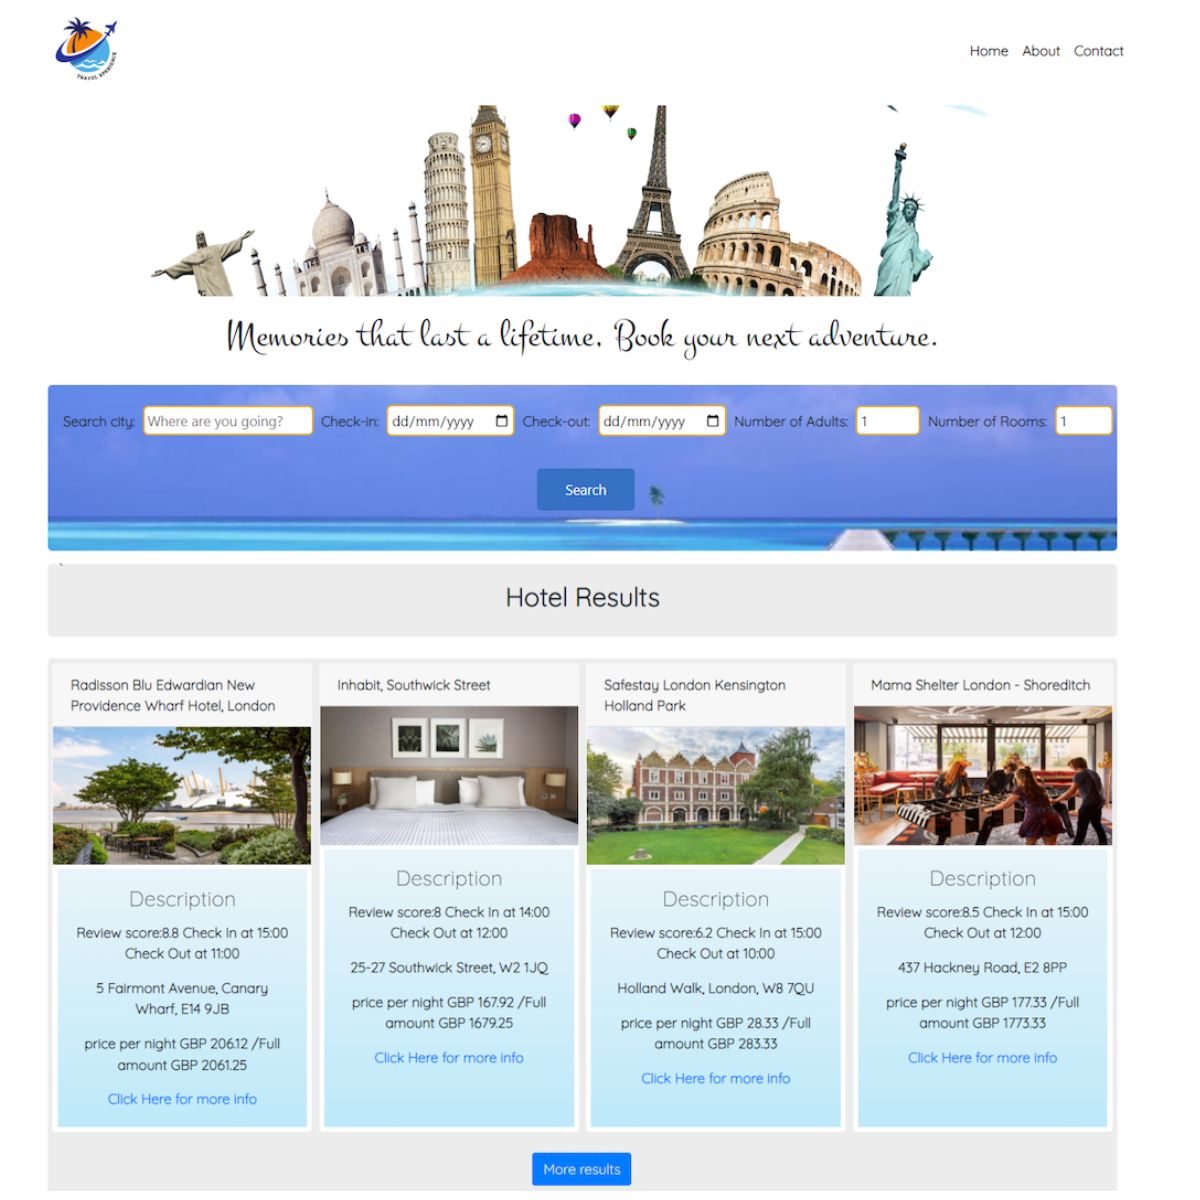 TRAVEL XPERIENCE
Home About Contact
Memories that last a lifetime. Book your next adventure.
Search city: Where are you going? Check-in: dd/mm/yyyy Check-out: dd/mm/yyyy Number of Adults: 1 Number of Rooms: 1
Search
`
Hotel Results
Radisson Blu Edwardian New
Providence Wharf Hotel, London
Description
Review score:8.8 Check In at 15:00
Check Out at 11:00
5 Fairmont Avenue, Canary
Wharf, E14 9JB
price per night GBP 206.12 /Full
amount GBP 2061.25
Click Here for more info
Inhabit, Southwick Street
Description
Review score:8 Check In at 14:00
Check Out at 12:00
25-27 Southwick Street, W2 1JQ
price per night GBP 167.92 /Full
amount GBP 1679.25
Click Here for more info
Safestay London Kensington
Holland Park
Description
Review score:6.2 Check In at 15:00
Check Out at 10:00
Holland Walk, London, W8 7QU
price per night GBP 28.33 /Full
amount GBP 283.33
Click Here for more info
Mama Shelter London - Shoreditch
Description
Review score:8.5 Check In at 15:00
Check Out at 12:00
437 Hackney Road, E2 8PP
price per night GBP 177.33 /Full
amount GBP 1773.33
Click Here for more info
More results